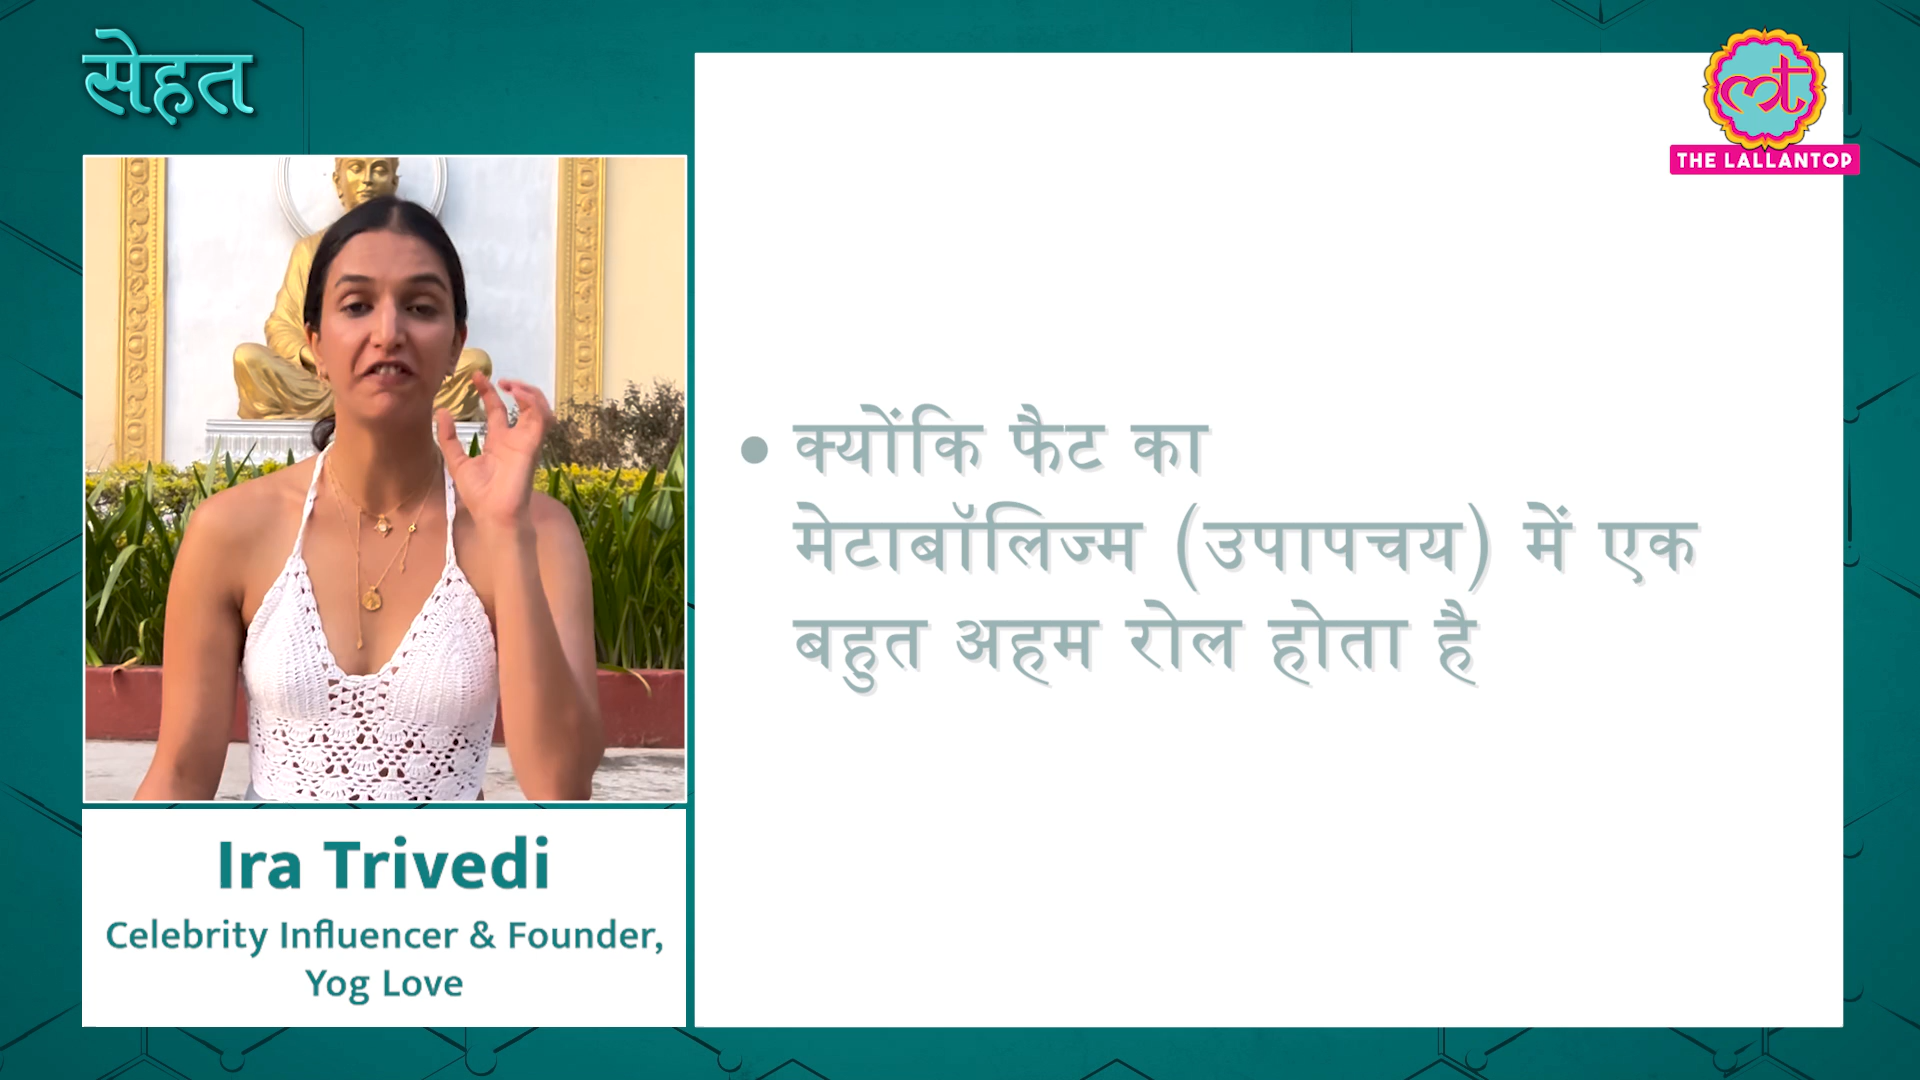 सेहत
THE LALLANTOP
• क्योंकि फैट का
मेटाबॉलिज्म (उपापचय) में एक
बहुत अहम रोल होता है
Ira Trivedi
Celebrity Influencer & Founder,
Yog Love